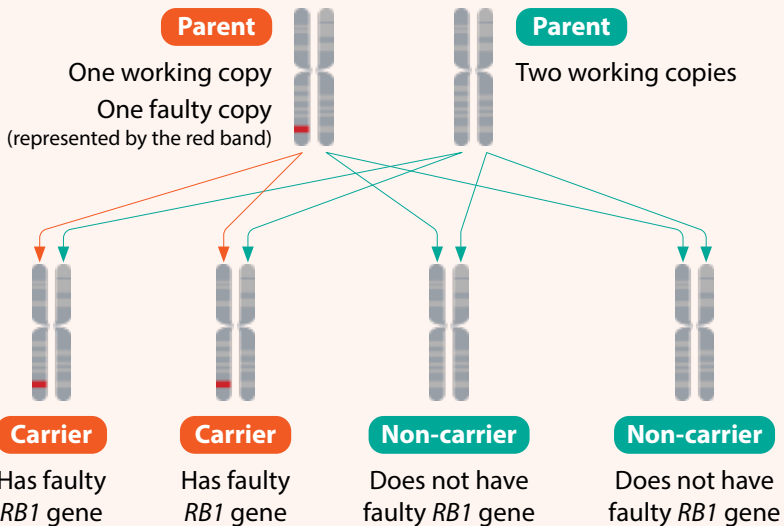 Parent
One working copy
One faulty copy
(represented by the red band)
Parent
Two working copies
Carrier
Has faulty
RB1 gene
Carrier
Has faulty
RB1 gene
Non-carrier
Does not have
faulty RB1 gene
Non-carrier
Does not have
faulty RB1 gene